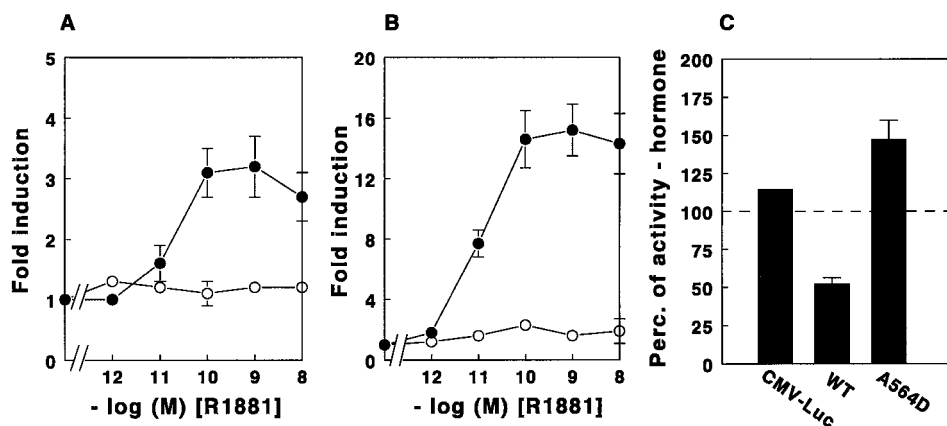 A
B
C
Fold induction
5
4
3
2
1
0
12 11 10 9 8
- log (M) [R1881]
Fold induction
20
16
12
8
4
0
12 11 10 9 8
- log (M) [R1881]
Perc. of activity - hormone
200
175
150
125
100
75
50
25
0
CMV-Luc
WT
A564D